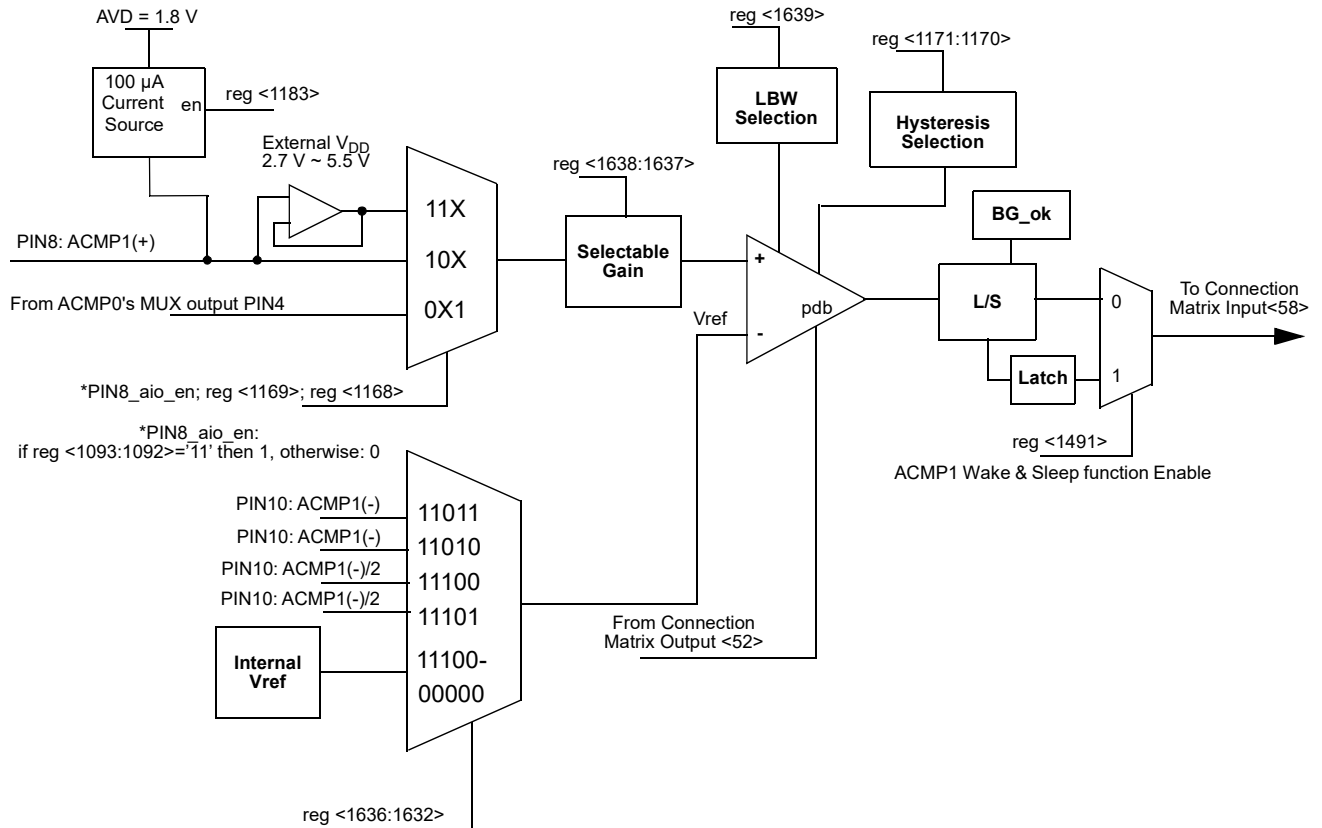 AVD = 1.8 V
100 µA
Current
Source
en
reg <1183>
External VDD
2.7 V ~ 5.5 V
PIN8: ACMP1(+)
From ACMP0's MUX output PIN4
11X
10X
0X1
*PIN8_aio_en; reg <1169>; reg <1168>
*PIN8_aio_en:
if reg <1093:1092>='11' then 1, otherwise: 0
reg <1638:1637>
Selectable
Gain
reg <1639>
LBW
Selection
reg <1171:1170>
Hysteresis
Selection
+
-
pdb
Vref
BG_ok
L/S
Latch
0
1
To Connection
Matrix Input<58>
reg <1491>
ACMP1 Wake & Sleep function Enable
PIN10: ACMP1(-)
PIN10: ACMP1(-)
PIN10: ACMP1(-)/2
PIN10: ACMP1(-)/2
Internal
Vref
11011
11010
11100
11101
11100-
00000
From Connection
Matrix Output <52>
reg <1636:1632>